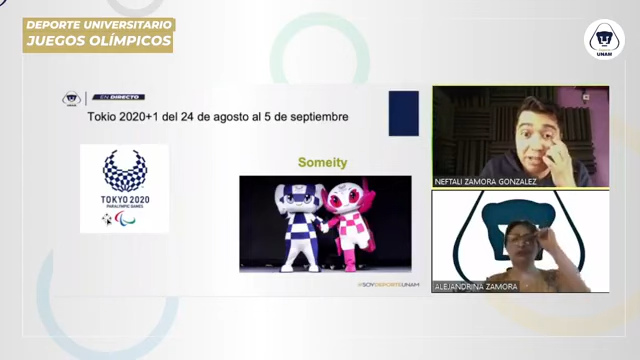 DEPORTE UNIVERSITARIO
JUEGOS OLÍMPICOS
UNAM
EN DIRECTO
Tokio 2020+1 del 24 de agosto al 5 de septiembre
Someity
TOKYO 2020
PARALYMPIC GAMES
#SOYDEPORTEUNAM
NEFTALI ZAMORA GONZALEZ
ALEJANDRINA ZAMORA